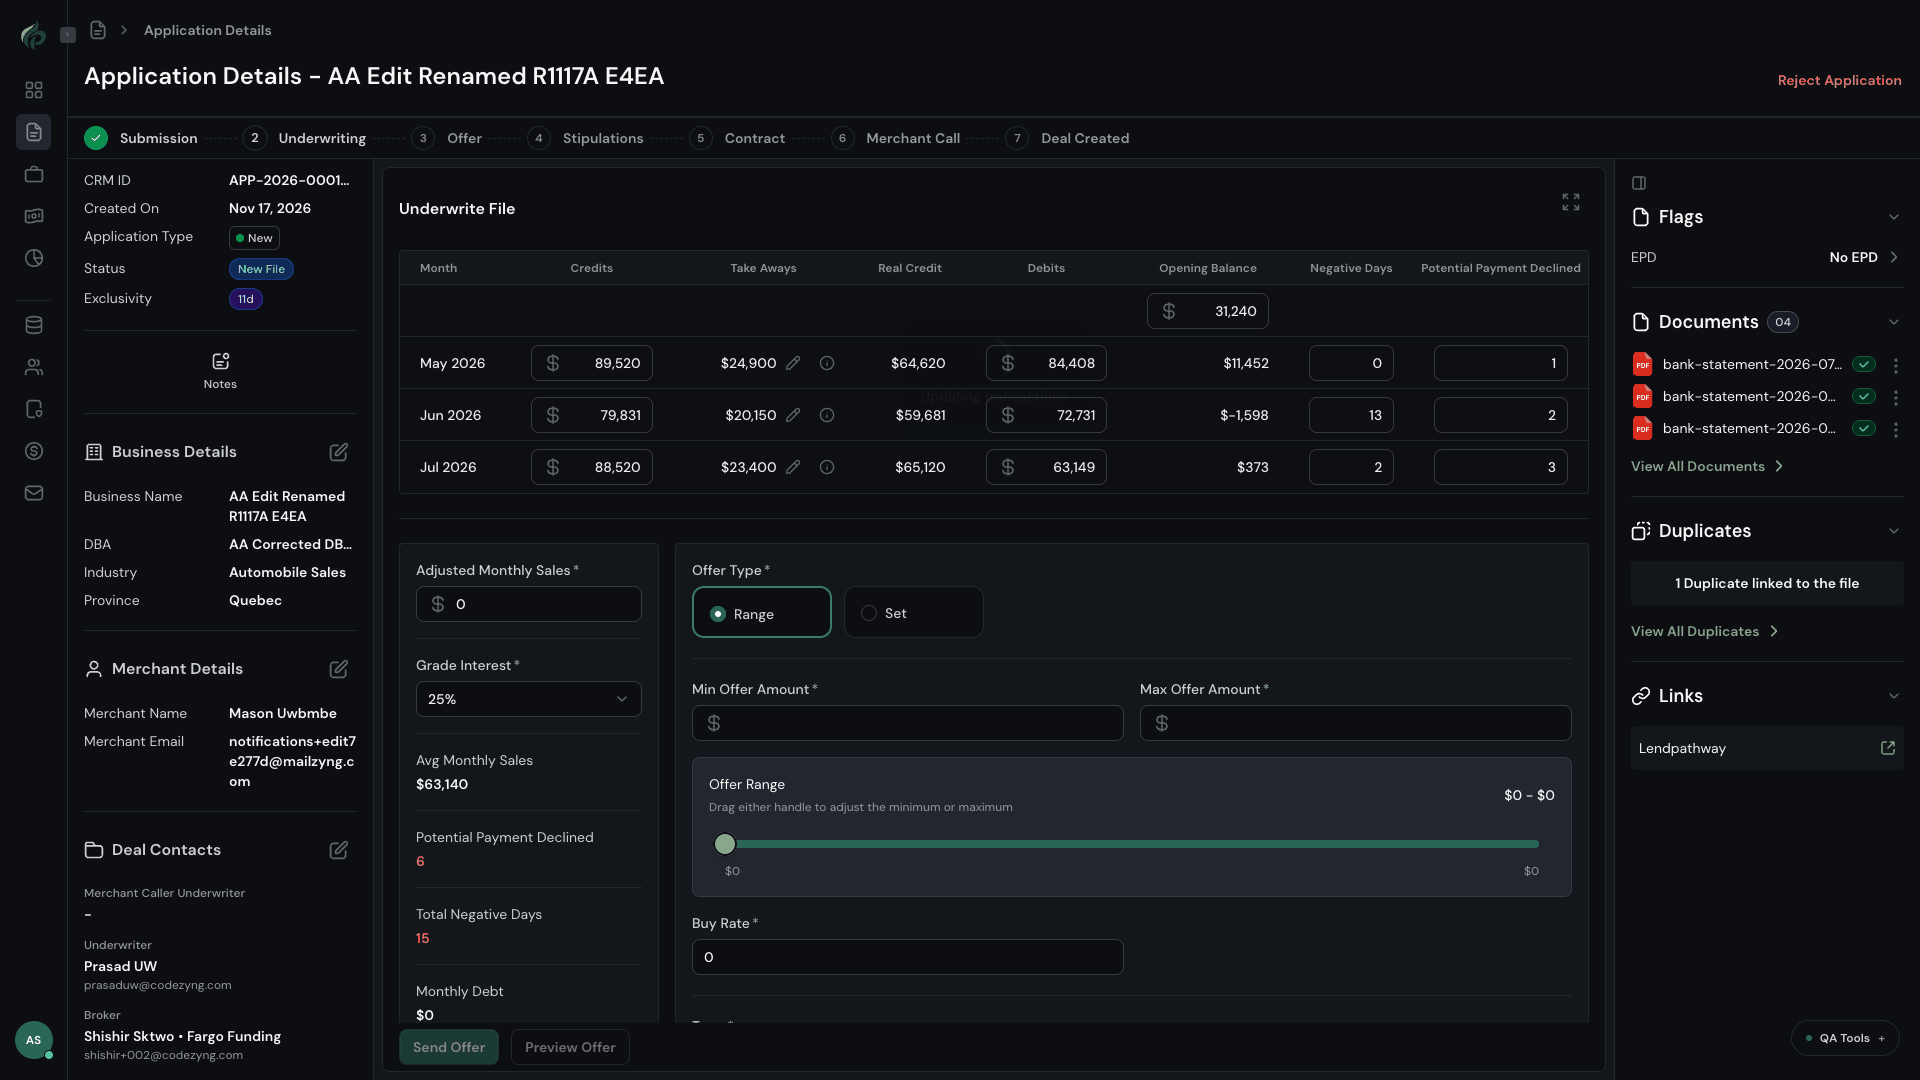 Application Details
Application Details - AA Edit Renamed R1117A E4EA
Reject Application
Submission
2 Underwriting
3 Offer
4 Stipulations
5 Contract
6 Merchant Call
7 Deal Created
CRM ID APP-2026-0001...
Created On Nov 17, 2026
Application Type New
Status New File
Exclusivity 11d
Notes
Business Details
Business Name AA Edit Renamed
R1117A E4EA
DBA AA Corrected DB...
Industry Automobile Sales
Province Quebec
Merchant Details
Merchant Name Mason Uwbmbe
Merchant Email notifications+edit7
e277d@mailzyng.c
om
Deal Contacts
Merchant Caller Underwriter
-
Underwriter
Prasad UW
prasaduw@codezyng.com
Broker
Shishir Sktwo • Fargo Funding
shishir+002@codezyng.com
AS
Underwrite File
Month Credits Take Aways Real Credit Debits Opening Balance Negative Days Potential Payment Declined
$ 31,240
May 2026 $ 89,520 $24,900 $64,620 $ 84,408 $11,452 0 1
Updating transactions
Jun 2026 $ 79,831 $20,150 $59,681 $ 72,731 $-1,598 13 2
Jul 2026 $ 88,520 $23,400 $65,120 $ 63,149 $373 2 3
Adjusted Monthly Sales *
$ 0
Grade Interest *
25%
Avg Monthly Sales
$63,140
Potential Payment Declined
6
Total Negative Days
15
Monthly Debt
$0
Offer Type *
Range
Set
Min Offer Amount *
$
Max Offer Amount *
$
Offer Range
Drag either handle to adjust the minimum or maximum
$0 - $0
$0 $0
Buy Rate *
0
Send Offer
Preview Offer
Flags
EPD No EPD
Documents 04
PDF bank-statement-2026-07...
PDF bank-statement-2026-0...
PDF bank-statement-2026-0...
View All Documents
Duplicates
1 Duplicate linked to the file
View All Duplicates
Links
Lendpathway
QA Tools +